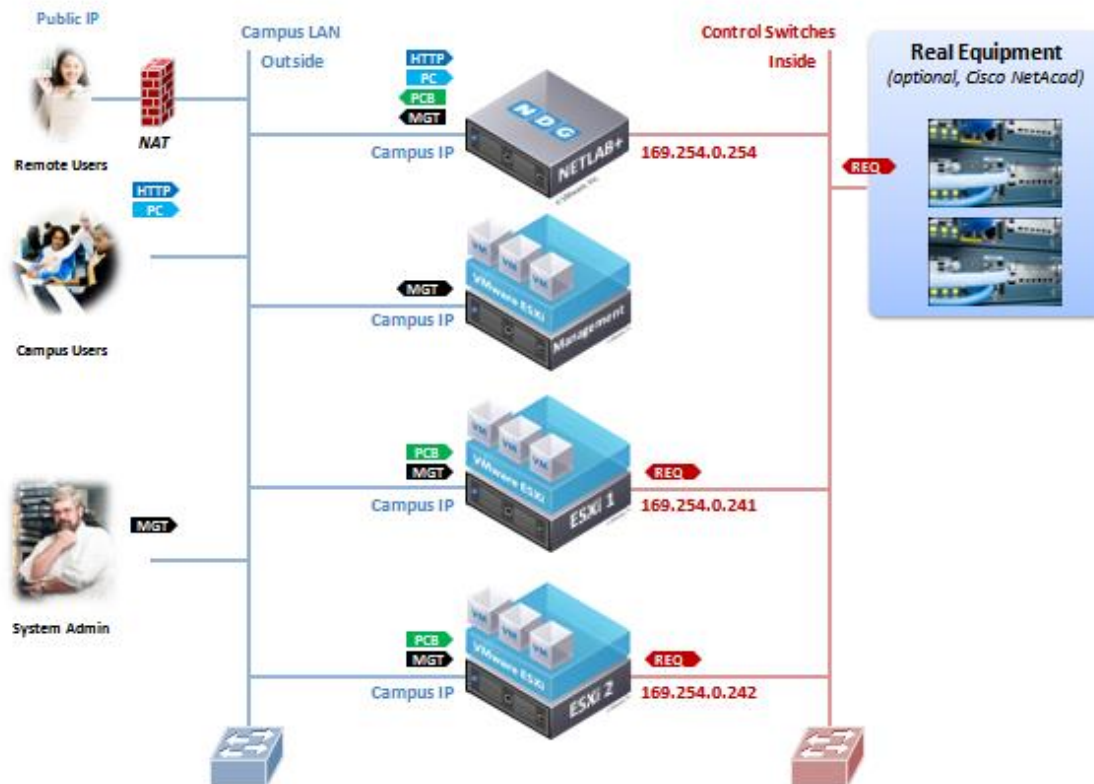 Public IP
Campus LAN
Outside
Control Switches
Inside
Real Equipment
(optional, Cisco NetAcad)
HTTP
PC
PCB
MGT
NDG
NETLAB+
NAT
Remote Users
Campus IP
169.254.0.254
REQ
HTTP
PC
VM
VM
VM
VMware ESXi
Management
MGT
Campus IP
Campus Users
PCB
MGT
VM
VM
VM
VMware ESXi
ESXi 1
REQ
Campus IP
169.254.0.241
MGT
System Admin
PCB
MGT
VM
VM
VM
VMware ESXi
ESXi 2
REQ
Campus IP
169.254.0.242